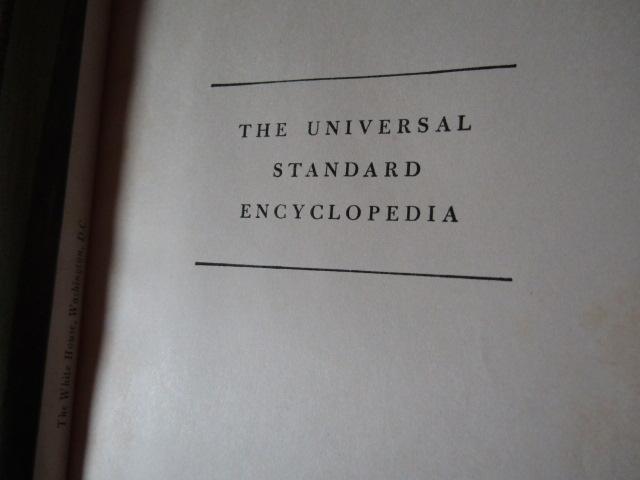 THE UNIVERSAL
STANDARD
ENCYCLOPEDIA
The White House, Washington, D.C.